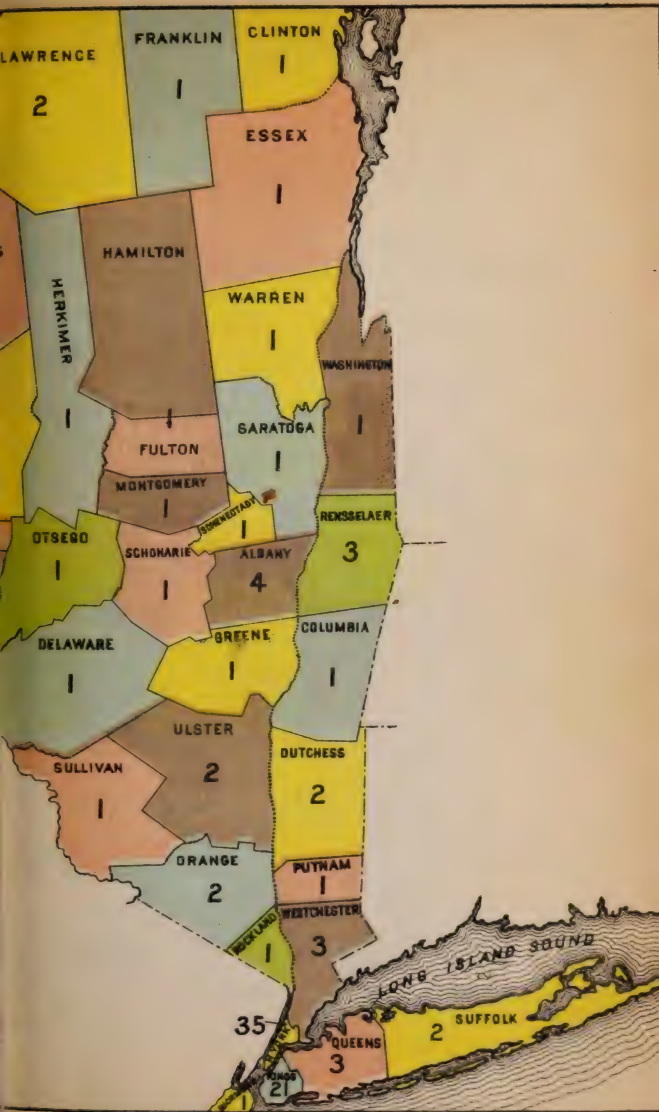 LAWRENCE
2
FRANKLIN
1
CLINTON
1
ESSEX
1
HAMILTON
HERKIMER
1
WARREN
1
WASHINGTON
1
1
FULTON
SARATOGA
1
MONTGOMERY
1
SCHENECTADY
1
RENSSELAER
3
OTSEGO
1
SCHOHARIE
1
ALBANY
4
DELAWARE
1
GREENE
1
COLUMBIA
1
ULSTER
2
DUTCHESS
2
SULLIVAN
1
ORANGE
2
PUTNAM
1
WESTCHESTER
3
ROCKLAND
1
LONG ISLAND SOUND
35
QUEENS
3
2 SUFFOLK
KINGS
21
1